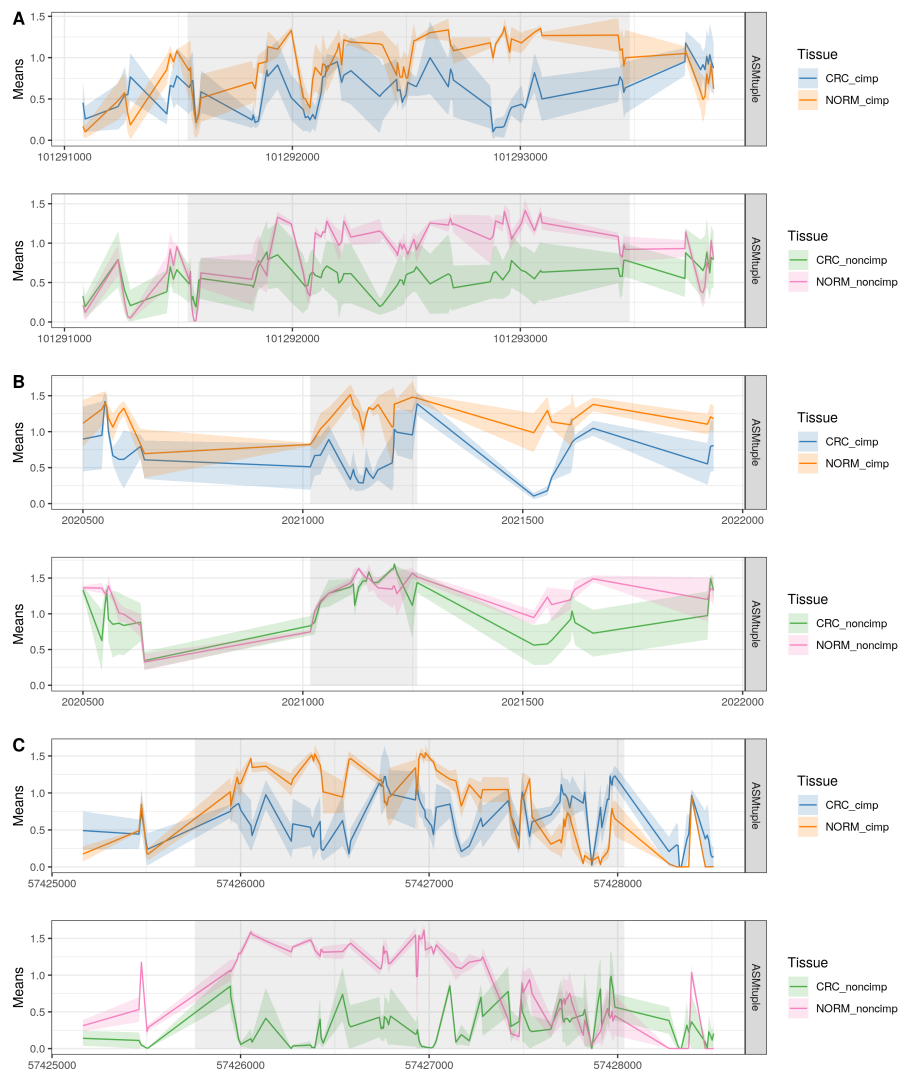 A
Means
1.5
1.0
0.5
0.0
101291000 101292000 101293000
ASMtuple
Tissue
CRC_cimp
NORM_cimp
Means
1.5
1.0
0.5
0.0
101291000 101292000 101293000
ASMtuple
Tissue
CRC_noncimp
NORM_noncimp
B
Means
1.5
1.0
0.5
0.0
2020500 2021000 2021500 2022000
ASMtuple
Tissue
CRC_cimp
NORM_cimp
Means
1.5
1.0
0.5
0.0
2020500 2021000 2021500 2022000
ASMtuple
Tissue
CRC_noncimp
NORM_noncimp
C
Means
1.5
1.0
0.5
0.0
57425000 57426000 57427000 57428000
ASMtuple
Tissue
CRC_cimp
NORM_cimp
Means
1.5
1.0
0.5
0.0
57425000 57426000 57427000 57428000
ASMtuple
Tissue
CRC_noncimp
NORM_noncimp